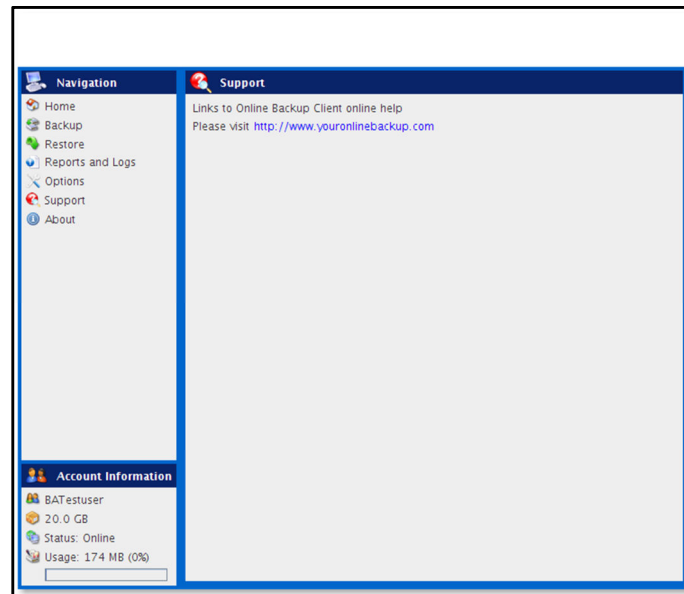 Navigation
Home
Backup
Restore
Reports and Logs
Options
Support
About
Account Information
BATestuser
20.0 GB
Status: Online
Usage: 174 MB (0%)
Support
Links to Online Backup Client online help
Please visit http://www.youronlinebackup.com